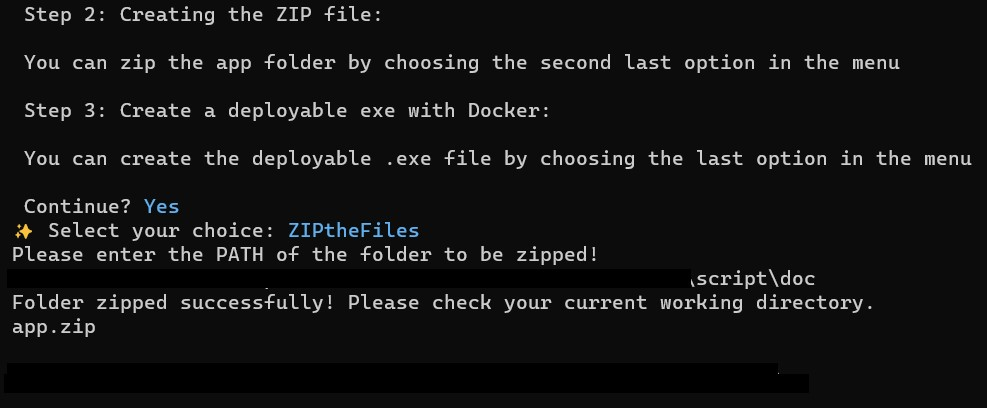 Step 2: Creating the ZIP file:
You can zip the app folder by choosing the second last option in the menu
Step 3: Create a deployable exe with Docker:
You can create the deployable .exe file by choosing the last option in the menu
Continue? Yes
✨ Select your choice: ZIPtheFiles
Please enter the PATH of the folder to be zipped!
\script\doc
Folder zipped successfully! Please check your current working directory.
app.zip